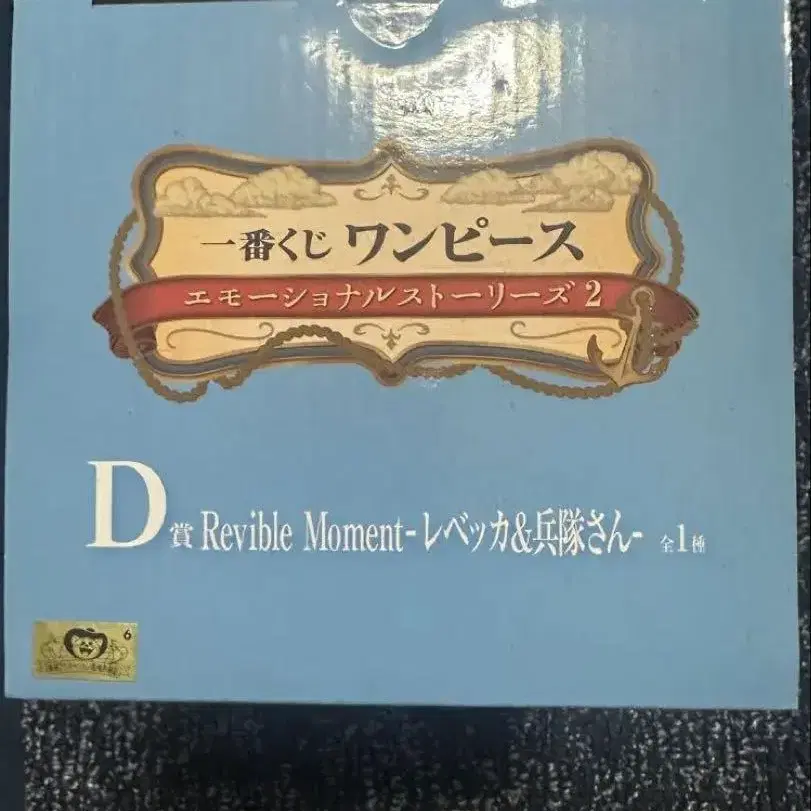 一番くじ ワンピース
エモーショナルストーリーズ 2
D賞 Revible Moment-レベッカ&兵隊さん- 全1種
6